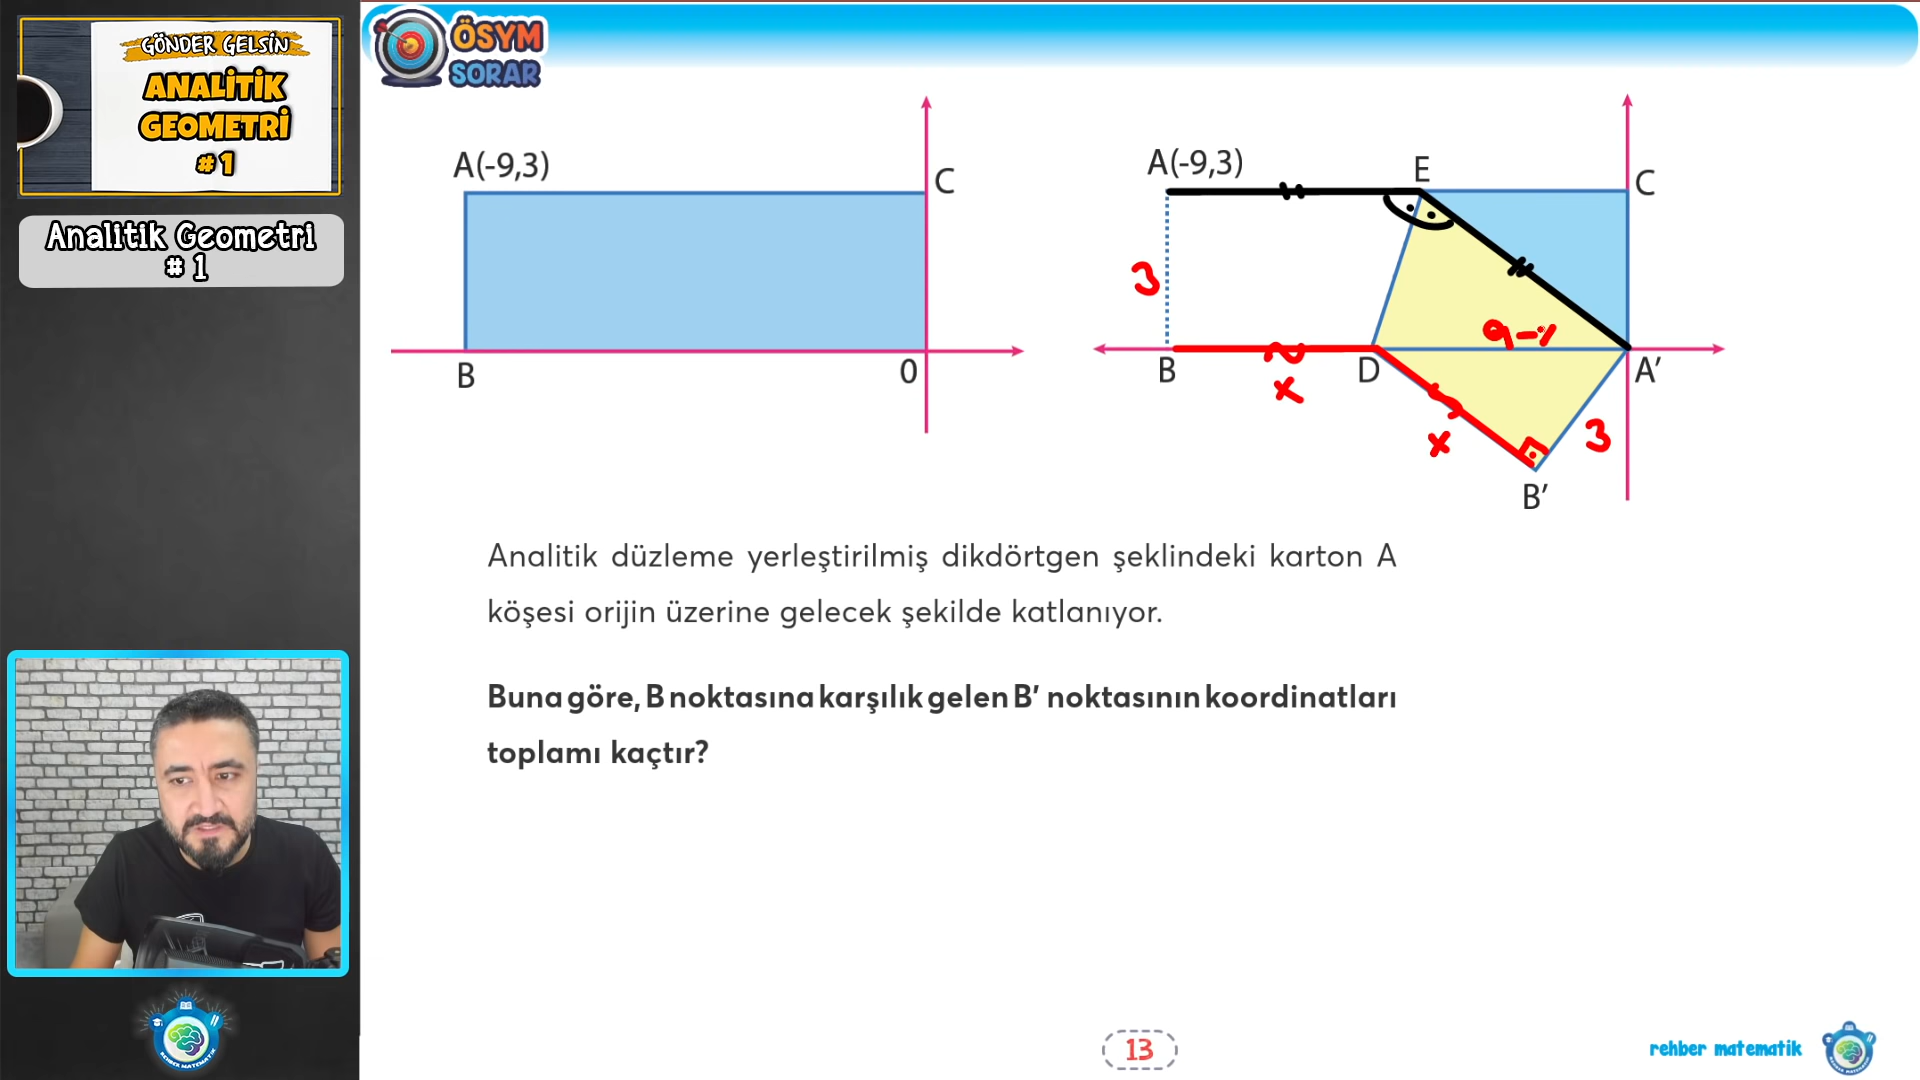 GÖNDER GELSİN
ANALİTİK
GEOMETRİ
#1
Analitik Geometri
#1
ÖSYM
SORAR
A(-9,3)
C
B
0
A(-9,3)
E
C
3
9-
B
D
A'
x
x
3
B'
Analitik düzleme yerleştirilmiş dikdörtgen şeklindeki karton A
köşesi orijin üzerine gelecek şekilde katlanıyor.
Buna göre, B noktasına karşılık gelen B' noktasının koordinatları
toplamı kaçtır?
13
rehber matematik
REHBER MATEMATİK